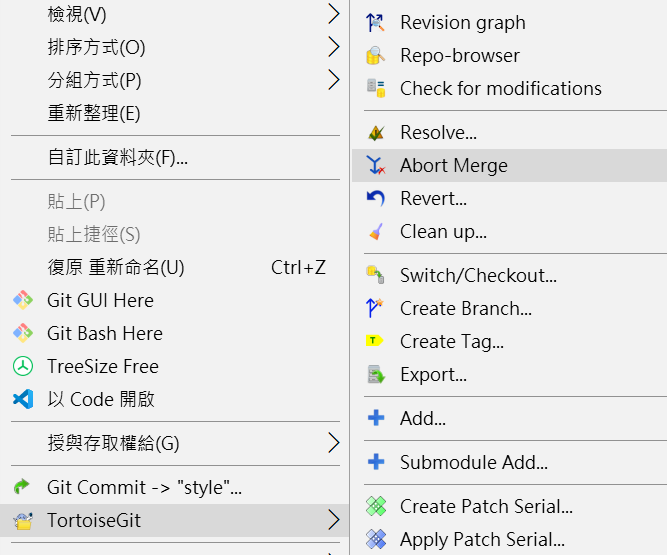 檢視(V)
排序方式(O)
分組方式(P)
重新整理(E)
自訂此資料夾(F)...
貼上(P)
貼上捷徑(S)
復原 重新命名(U) Ctrl+Z
Git GUI Here
Git Bash Here
TreeSize Free
以 Code 開啟
授與存取權給(G)
Git Commit -> "style"...
TortoiseGit
Revision graph
Repo-browser
Check for modifications
Resolve...
Abort Merge
Revert...
Clean up...
Switch/Checkout...
Create Branch...
Create Tag...
Export...
Add...
Submodule Add...
Create Patch Serial...
Apply Patch Serial...